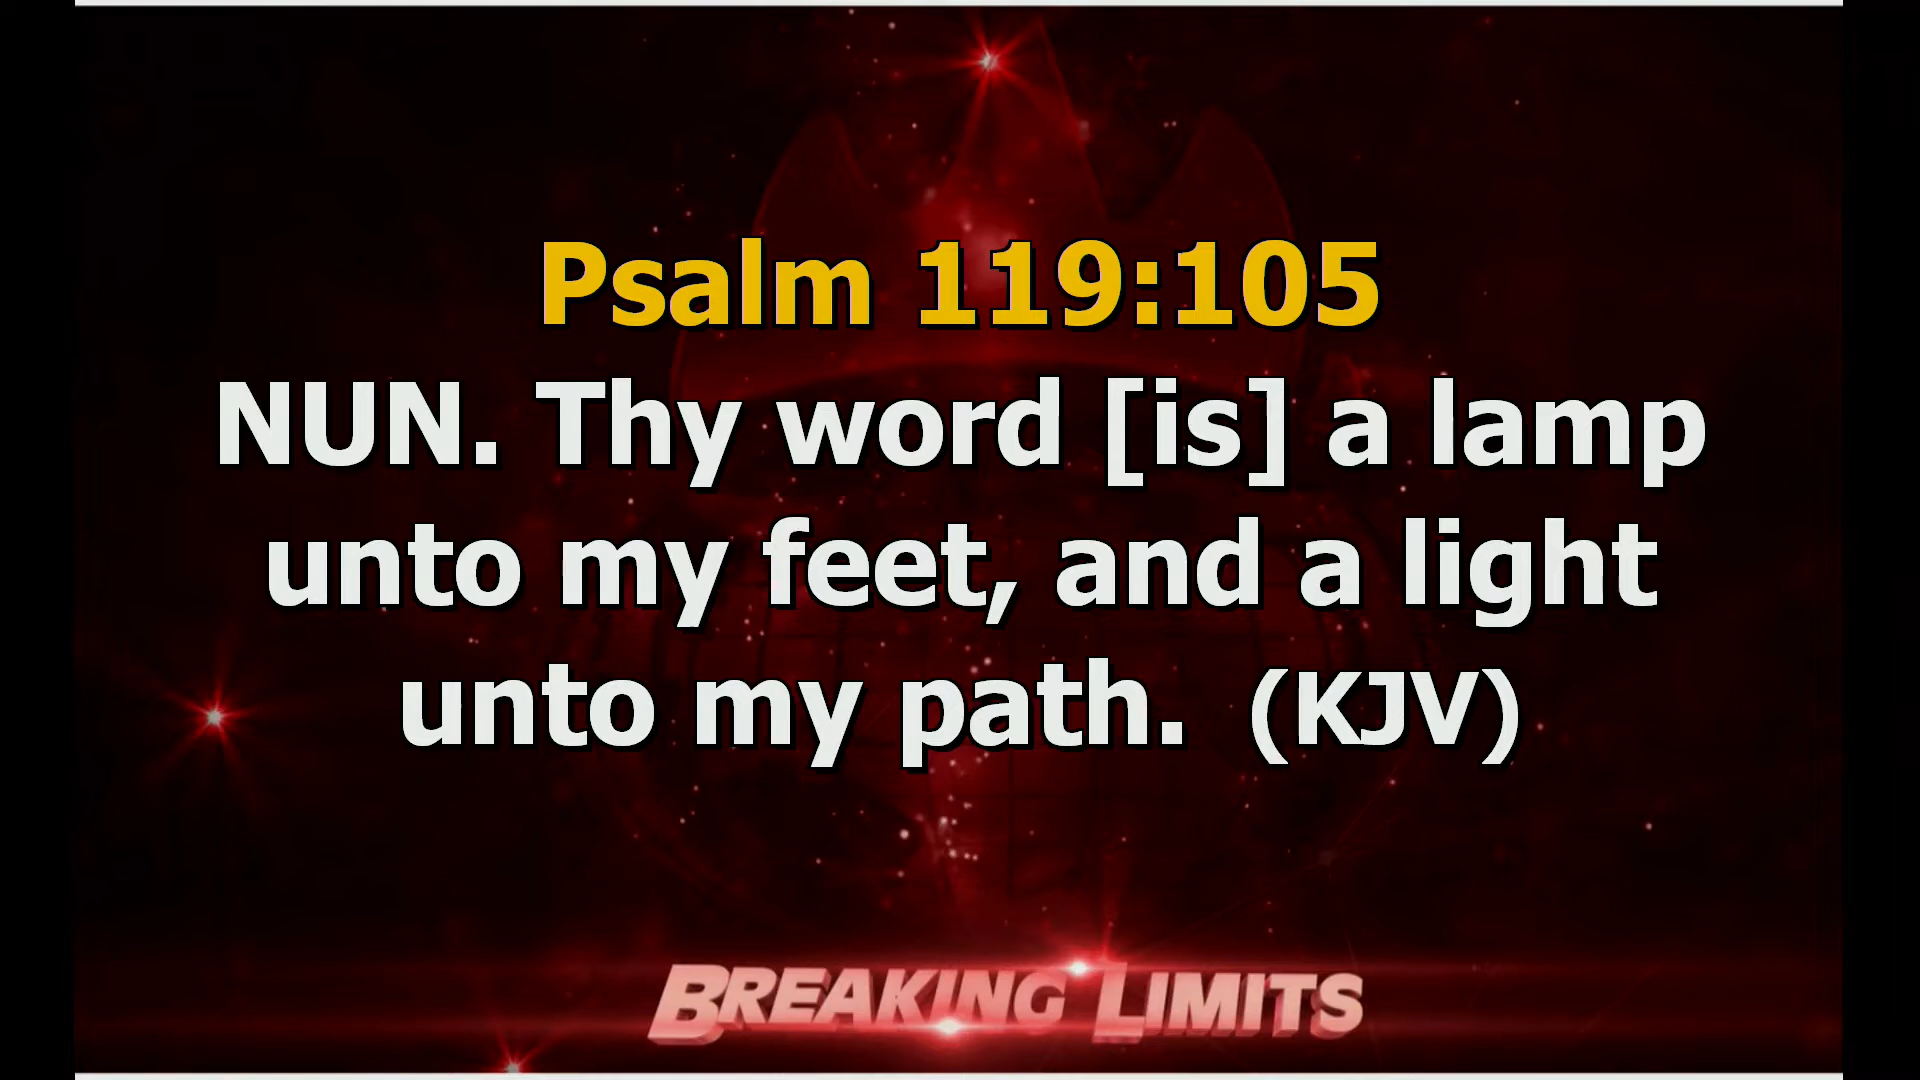 Psalm 119:105
NUN. Thy word [is] a lamp
unto my feet, and a light
unto my path. (KJV)
BREAKING LIMITS